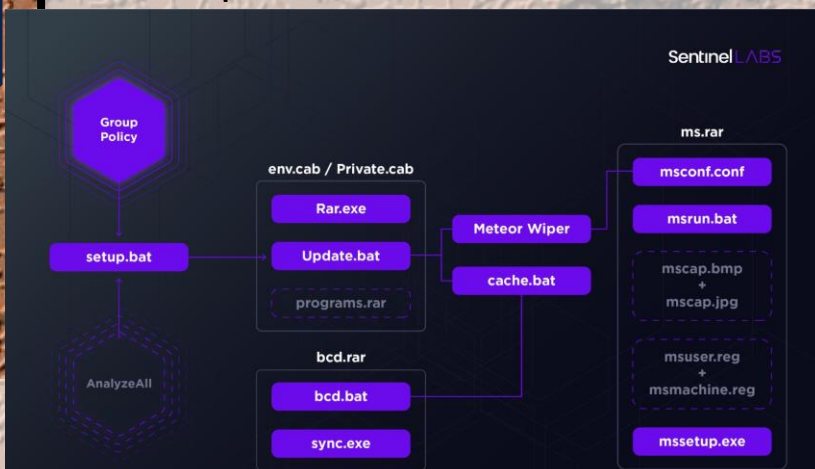 SentinelLABS
Group
Policy
setup.bat
AnalyzeAll
env.cab / Private.cab
Rar.exe
Update.bat
programs.rar
bcd.rar
bcd.bat
sync.exe
Meteor Wiper
cache.bat
ms.rar
msconf.conf
msrun.bat
mscap.bmp
+
mscap.jpg
msuser.reg
+
msmachine.reg
mssetup.exe